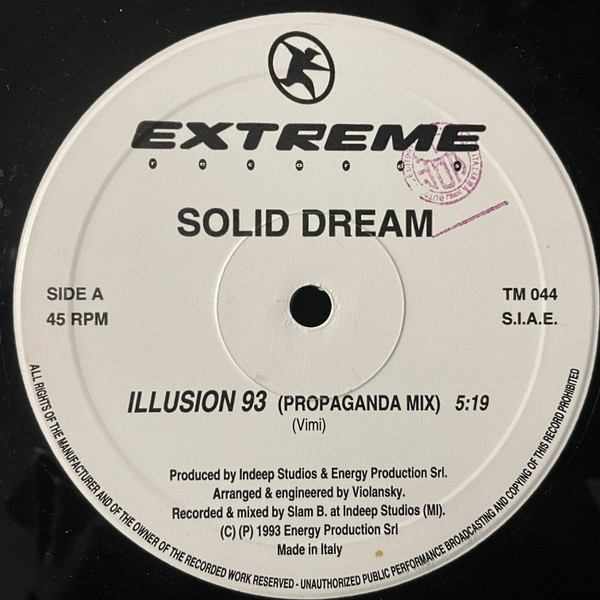 EXTREME
RECORDS
SOLID DREAM
SIDE A
45 RPM
TM 044
S.I.A.E.
ILLUSION 93 (PROPAGANDA MIX) 5:19
(Vimi)
Produced by Indeep Studios & Energy Production Srl.
Arranged & engineered by Violansky.
Recorded & mixed by Slam B. at Indeep Studios (MI).
(C) (P) 1993 Energy Production Srl
Made in Italy
ALL RIGHTS OF THE MANUFACTURER AND OF THE OWNER OF THE RECORDED WORK RESERVED - UNAUTHORIZED PUBLIC PERFORMANCE BROADCASTING AND COPYING OF THIS RECORD PROHIBITED